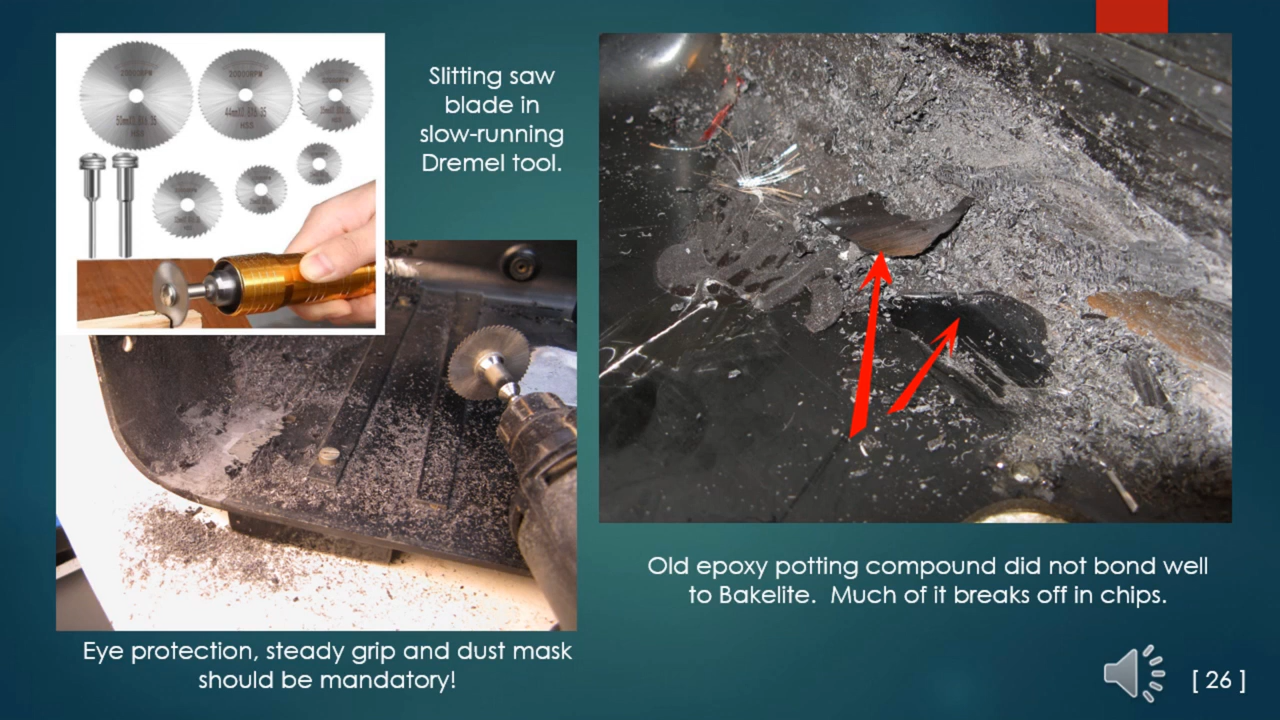 Slitting saw
blade in
slow-running
Dremel tool.
Eye protection, steady grip and dust mask
should be mandatory!
Old epoxy potting compound did not bond well
to Bakelite.  Much of it breaks off in chips.
[ 26 ]